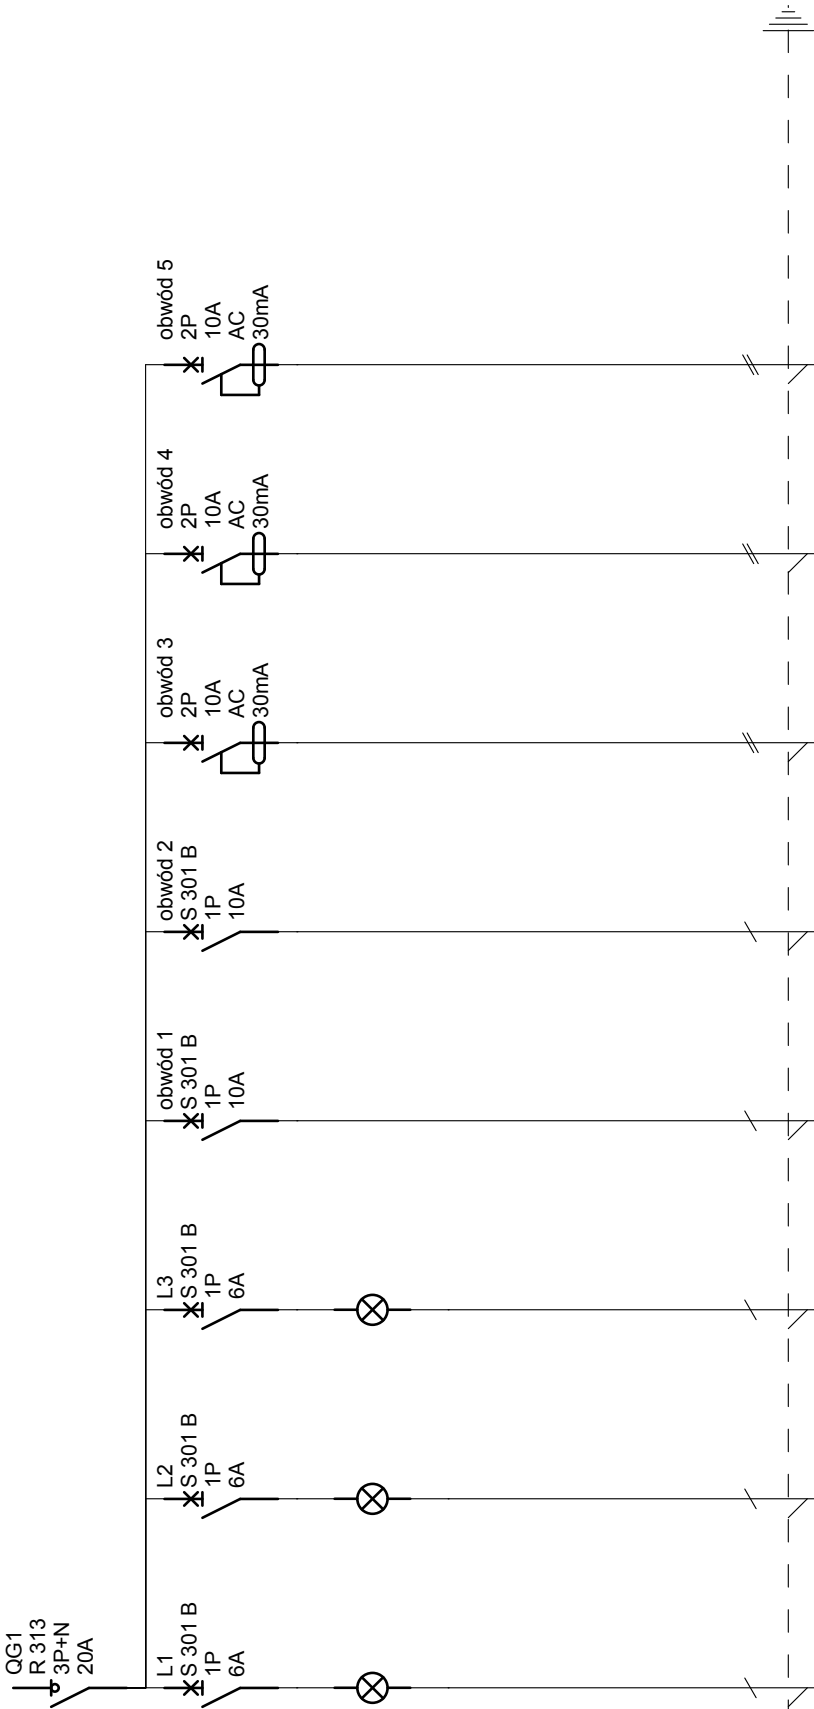 QG1
R 313
3P+N
20A
L1
S 301 B
1P
6A
L2
S 301 B
1P
6A
L3
S 301 B
1P
6A
obwód 1
S 301 B
1P
10A
obwód 2
S 301 B
1P
10A
obwód 3
2P
10A
AC
30mA
obwód 4
2P
10A
AC
30mA
obwód 5
2P
10A
AC
30mA